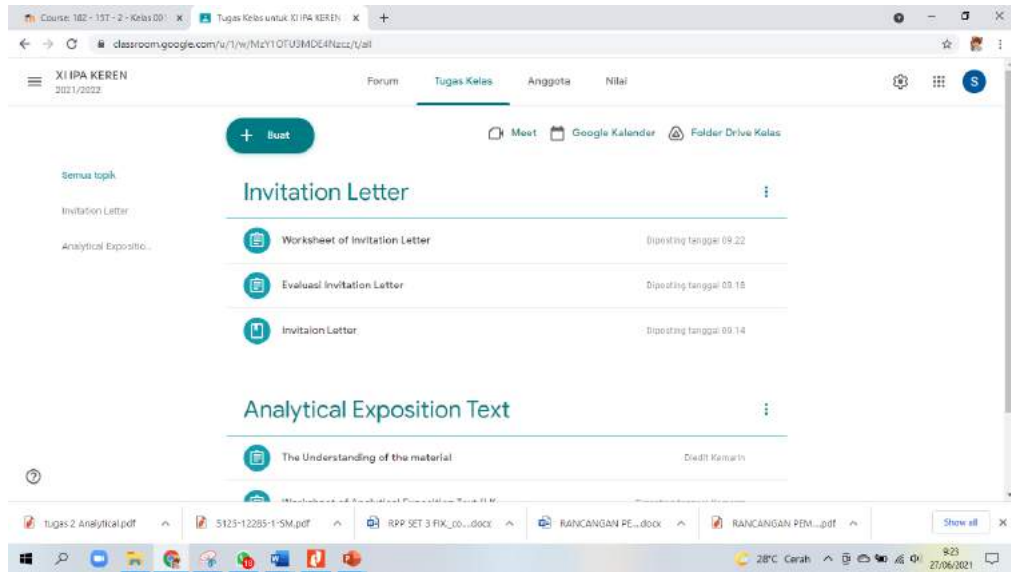 Course: 182 - 157 - 2 - Kelas 001
Tugas Kelas untuk XI IPA KEREN
classroom.google.com/u/1/w/
XI IPA KEREN
2021/2022
Forum
Tugas Kelas
Anggota
Nilai
S
+ Buat
Meet
Google Kalender
Folder Drive Kelas
Semua topik
Invitation Letter
Analytical Expositio...
Invitation Letter
Worksheet of Invitation Letter
Diposting tanggal 09.22
Evaluasi Invitation Letter
Diposting tanggal 09.18
Invitaion Letter
Diposting tanggal 09.14
Analytical Exposition Text
The Understanding of the material
Diedit Kemarin
tugas 2 Analytical.pdf
5123-12285-1-SM.pdf
RPP SET 3 FIX_co....docx
RANCANGAN PE....docx
RANCANGAN PEM....pdf
Show all
28°C Cerah
9:23
27/06/2021